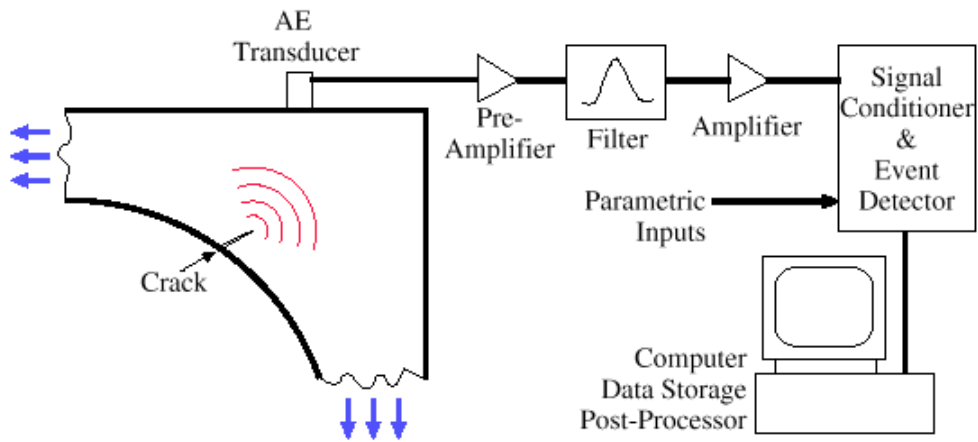 AE
Transducer
Pre-
Amplifier
Filter
Amplifier
Signal
Conditioner
&
Event
Detector
Parametric
Inputs
Crack
Computer
Data Storage
Post-Processor